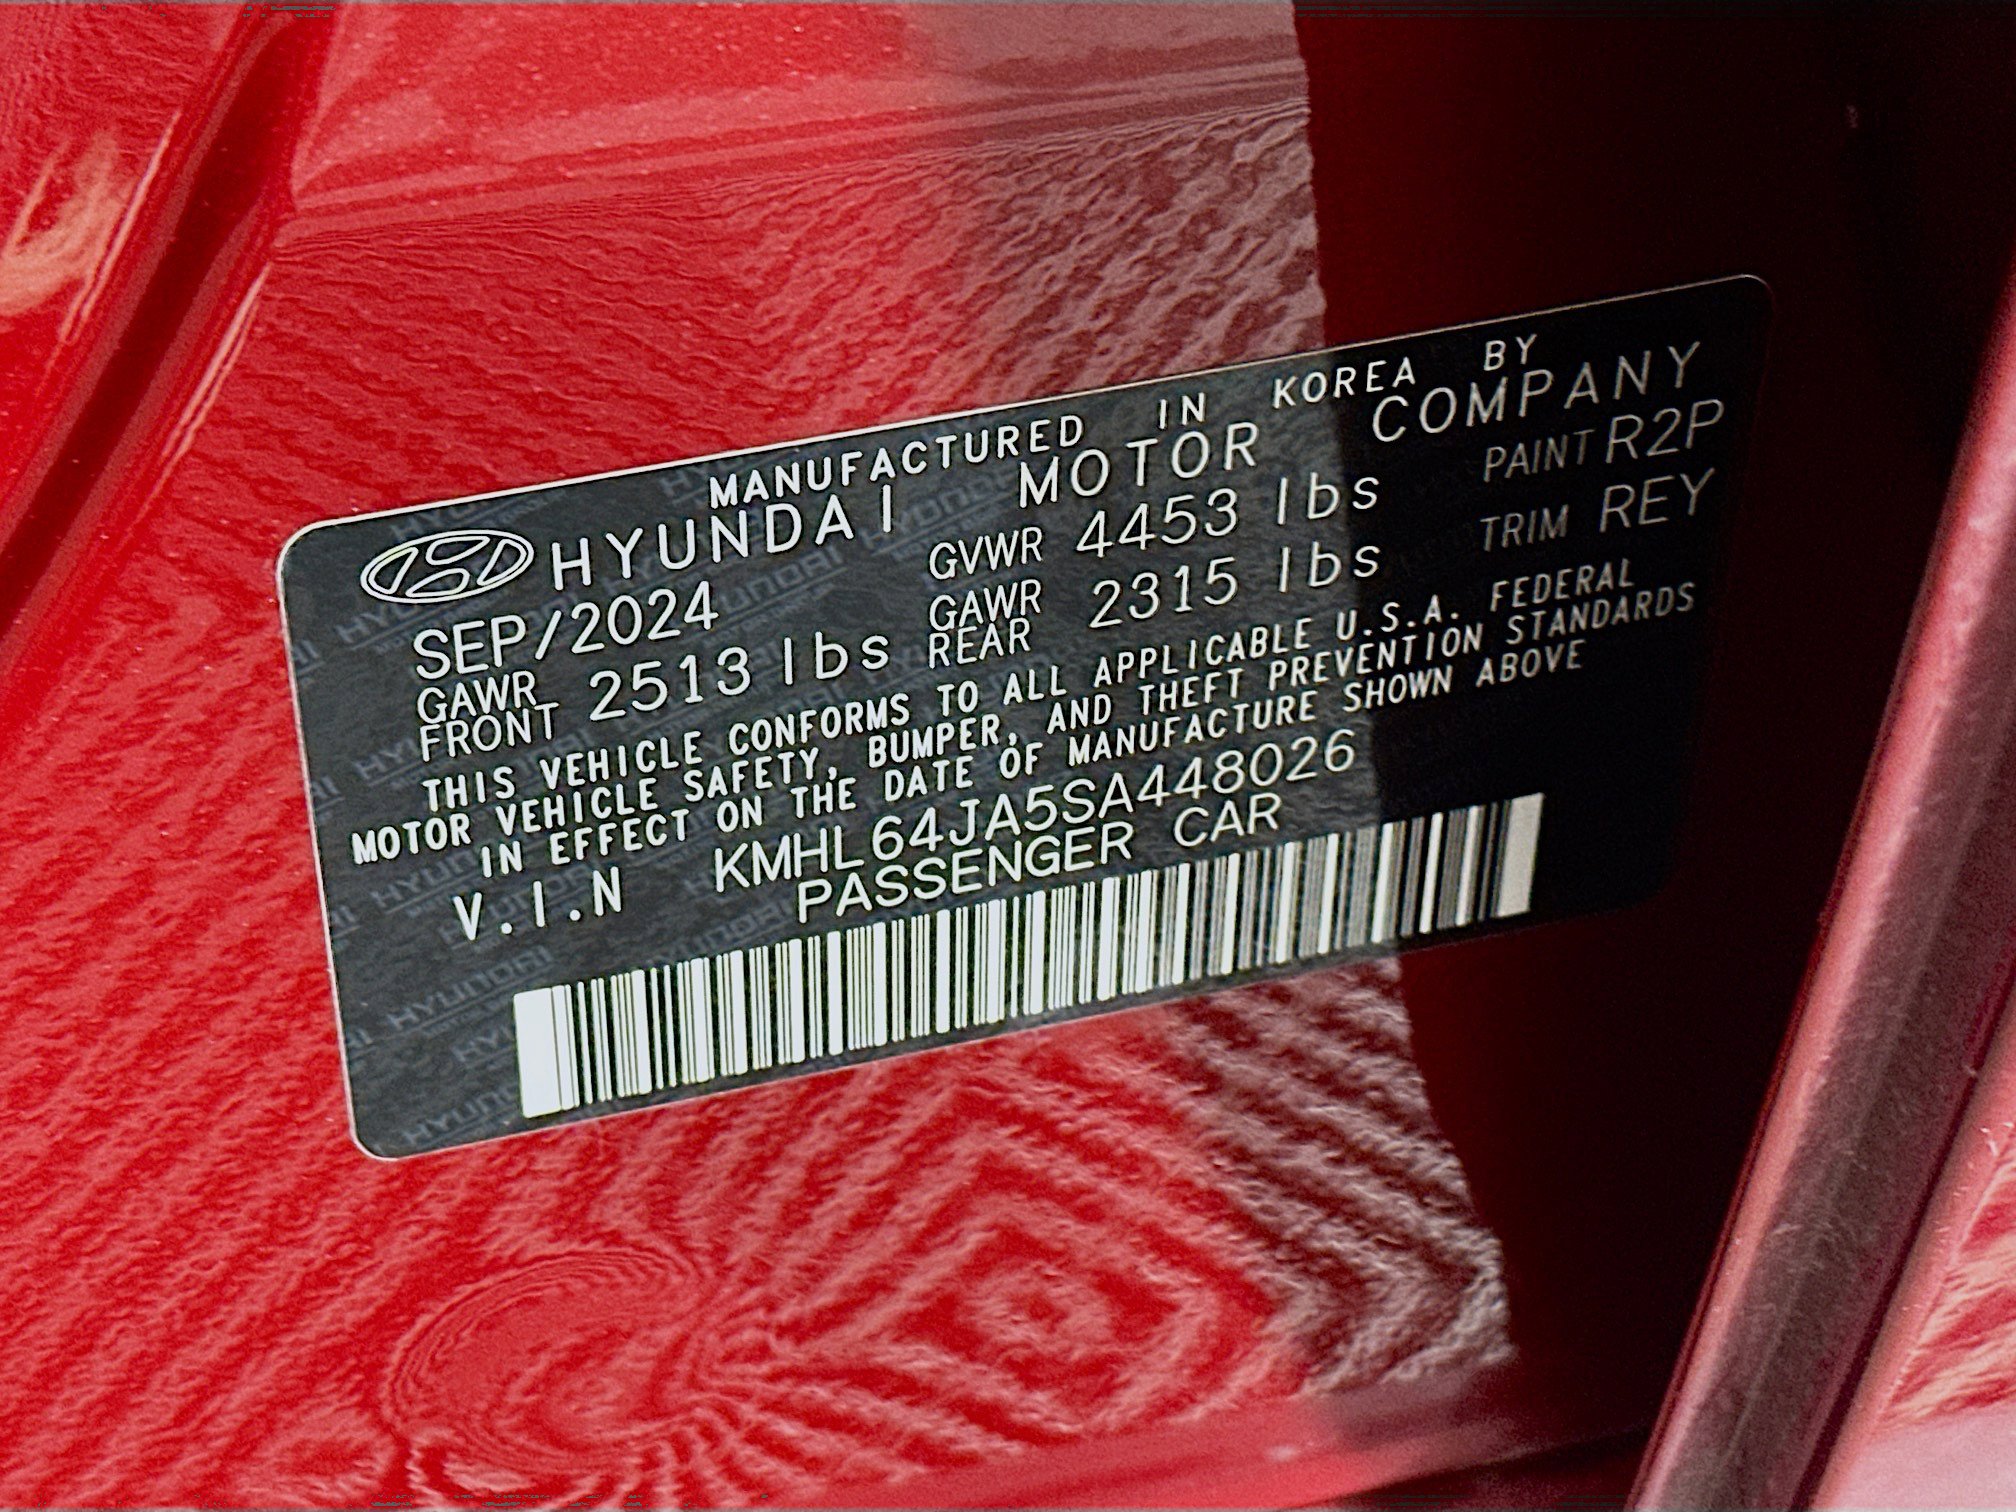 MANUFACTURED IN KOREA BY
HYUNDAI MOTOR COMPANY
SEP/2024 GVWR 4453 lbs PAINT R2P
GAWR FRONT 2513 lbs GAWR REAR 2315 lbs TRIM REY
THIS VEHICLE CONFORMS TO ALL APPLICABLE U.S.A. FEDERAL
MOTOR VEHICLE SAFETY, BUMPER, AND THEFT PREVENTION STANDARDS
IN EFFECT ON THE DATE OF MANUFACTURE SHOWN ABOVE
V.I.N KMHL64JA5SA448026
PASSENGER CAR